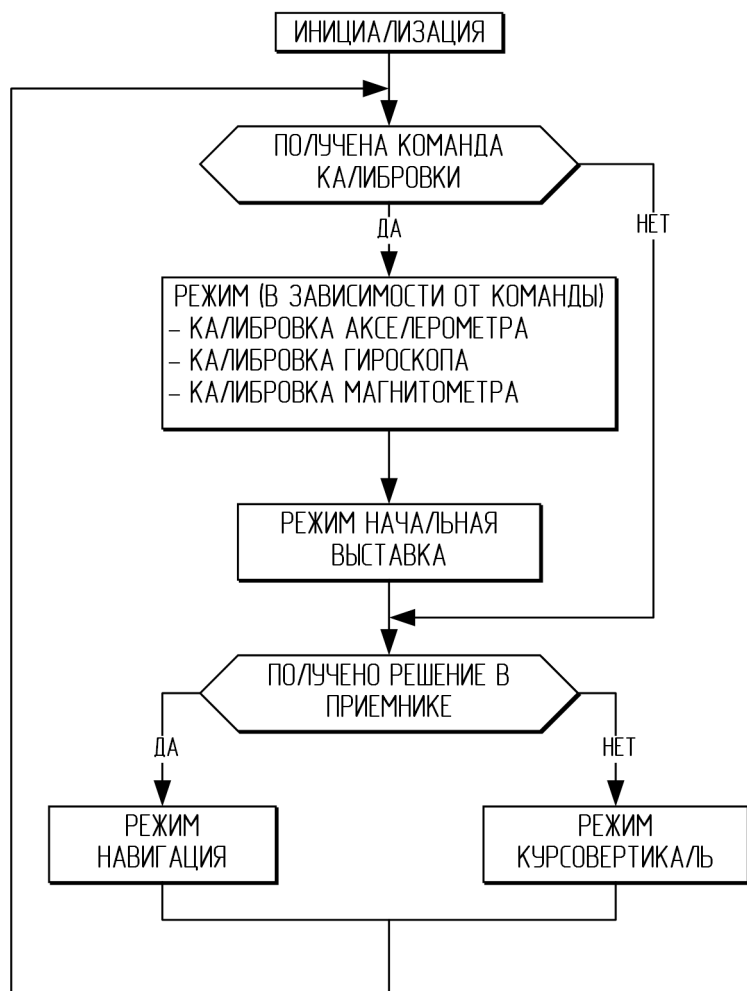 ИНИЦИАЛИЗАЦИЯ
ПОЛУЧЕНА КОМАНДА
КАЛИБРОВКИ
ДА
НЕТ
РЕЖИМ (В ЗАВИСИМОСТИ ОТ КОМАНДЫ)
– КАЛИБРОВКА АКСЕЛЕРОМЕТРА
– КАЛИБРОВКА ГИРОСКОПА
– КАЛИБРОВКА МАГНИТОМЕТРА
РЕЖИМ НАЧАЛЬНАЯ
ВЫСТАВКА
ПОЛУЧЕНО РЕШЕНИЕ В
ПРИЕМНИКЕ
ДА
НЕТ
РЕЖИМ
НАВИГАЦИЯ
РЕЖИМ
КУРСОВЕРТИКАЛЬ